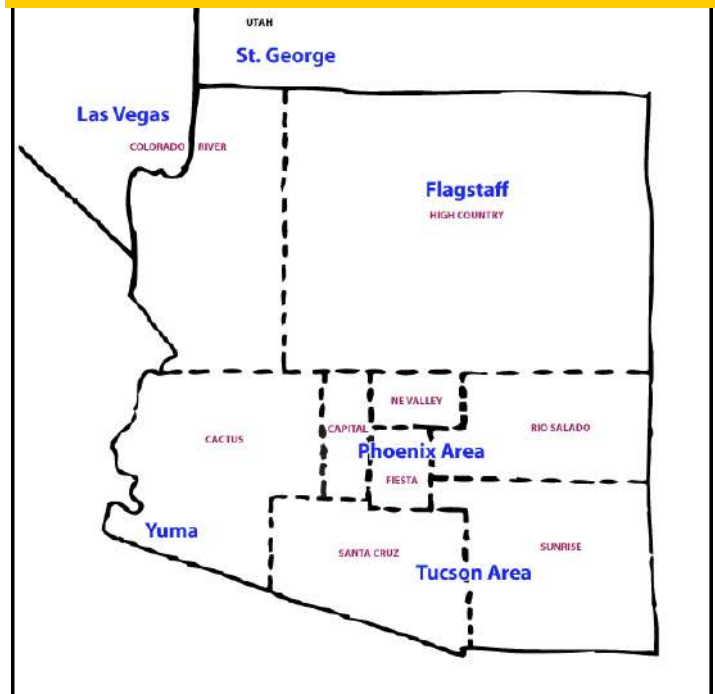 UTAH
St. George
Las Vegas
COLORADO RIVER
Flagstaff
HIGH COUNTRY
NE VALLEY
CAPITAL
RIO SALADO
CACTUS
Phoenix Area
FIESTA
Yuma
SANTA CRUZ
SUNRISE
Tucson Area